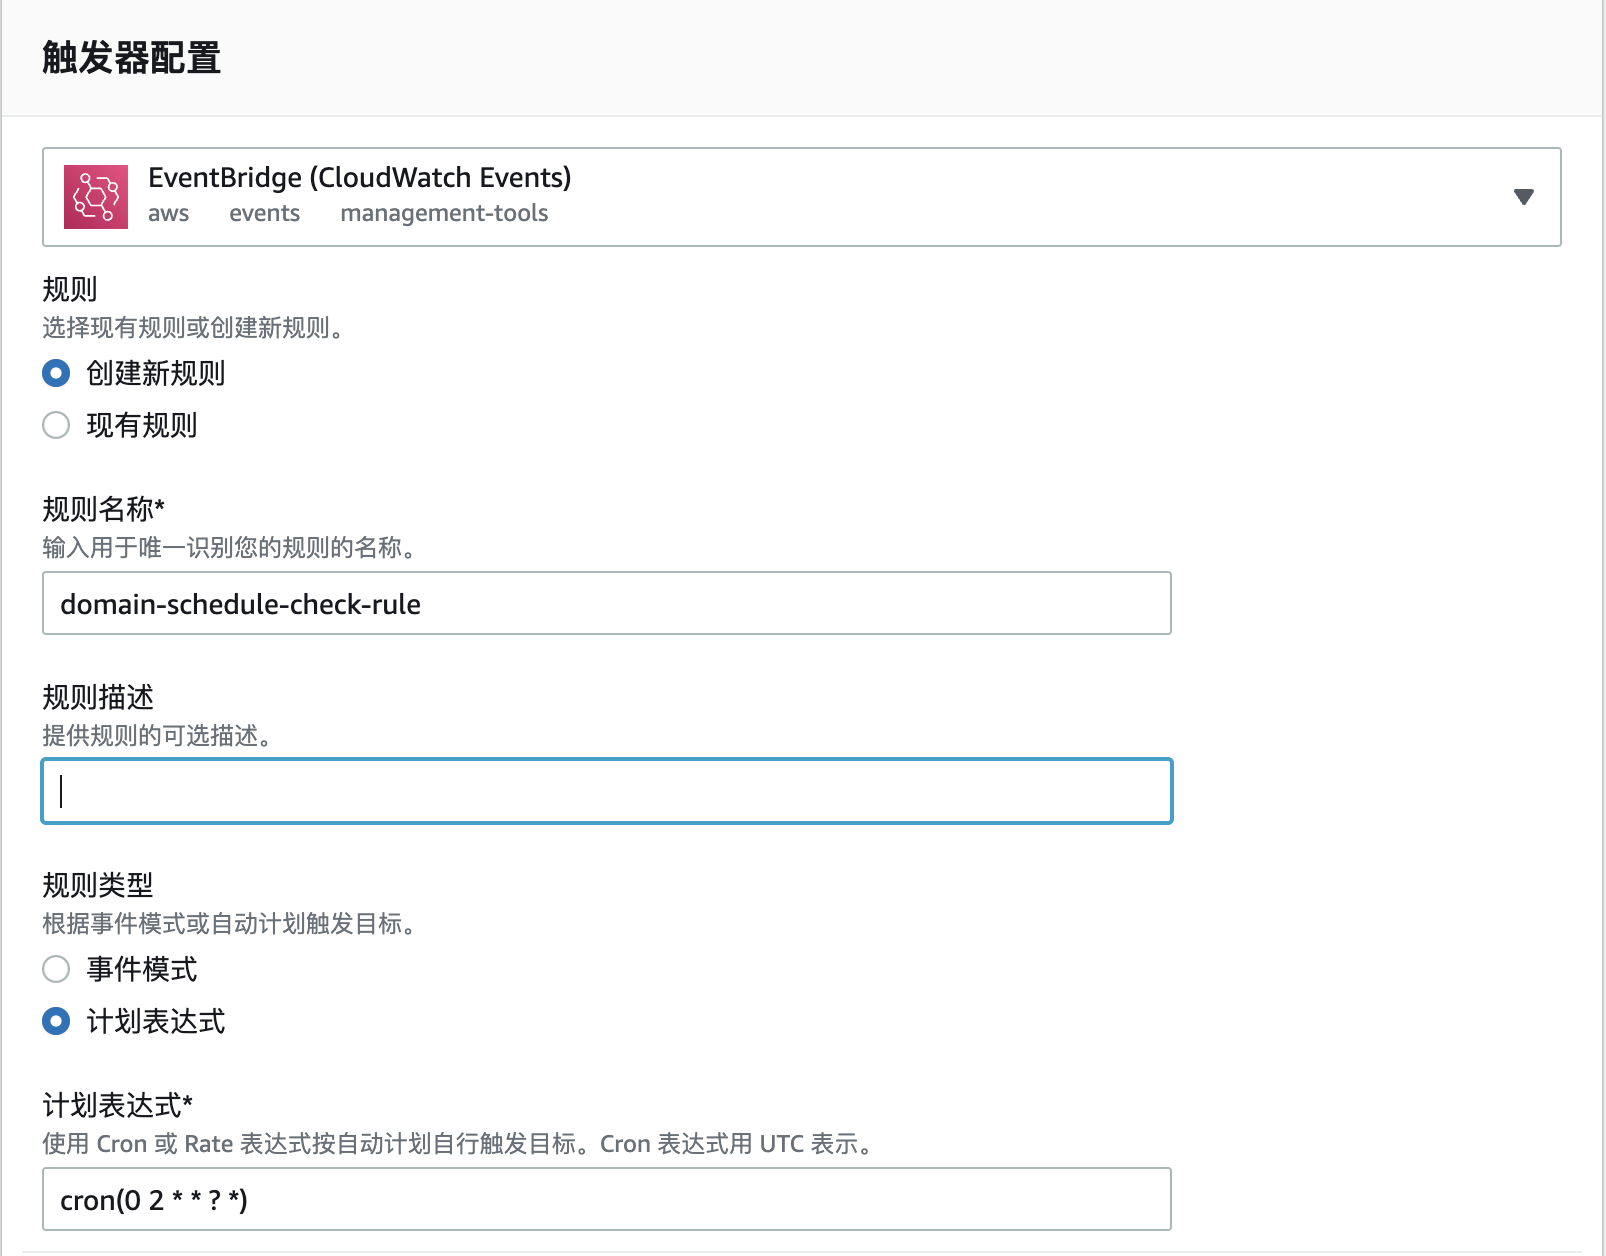 触发器配置
EventBridge (CloudWatch Events)
aws events management-tools
规则
选择现有规则或创建新规则。
创建新规则
现有规则
规则名称*
输入用于唯一识别您的规则的名称。
domain-schedule-check-rule
规则描述
提供规则的可选描述。
规则类型
根据事件模式或自动计划触发目标。
事件模式
计划表达式
计划表达式*
使用 Cron 或 Rate 表达式按自动计划自行触发目标。Cron 表达式用 UTC 表示。
cron(0 2 * * ? *)